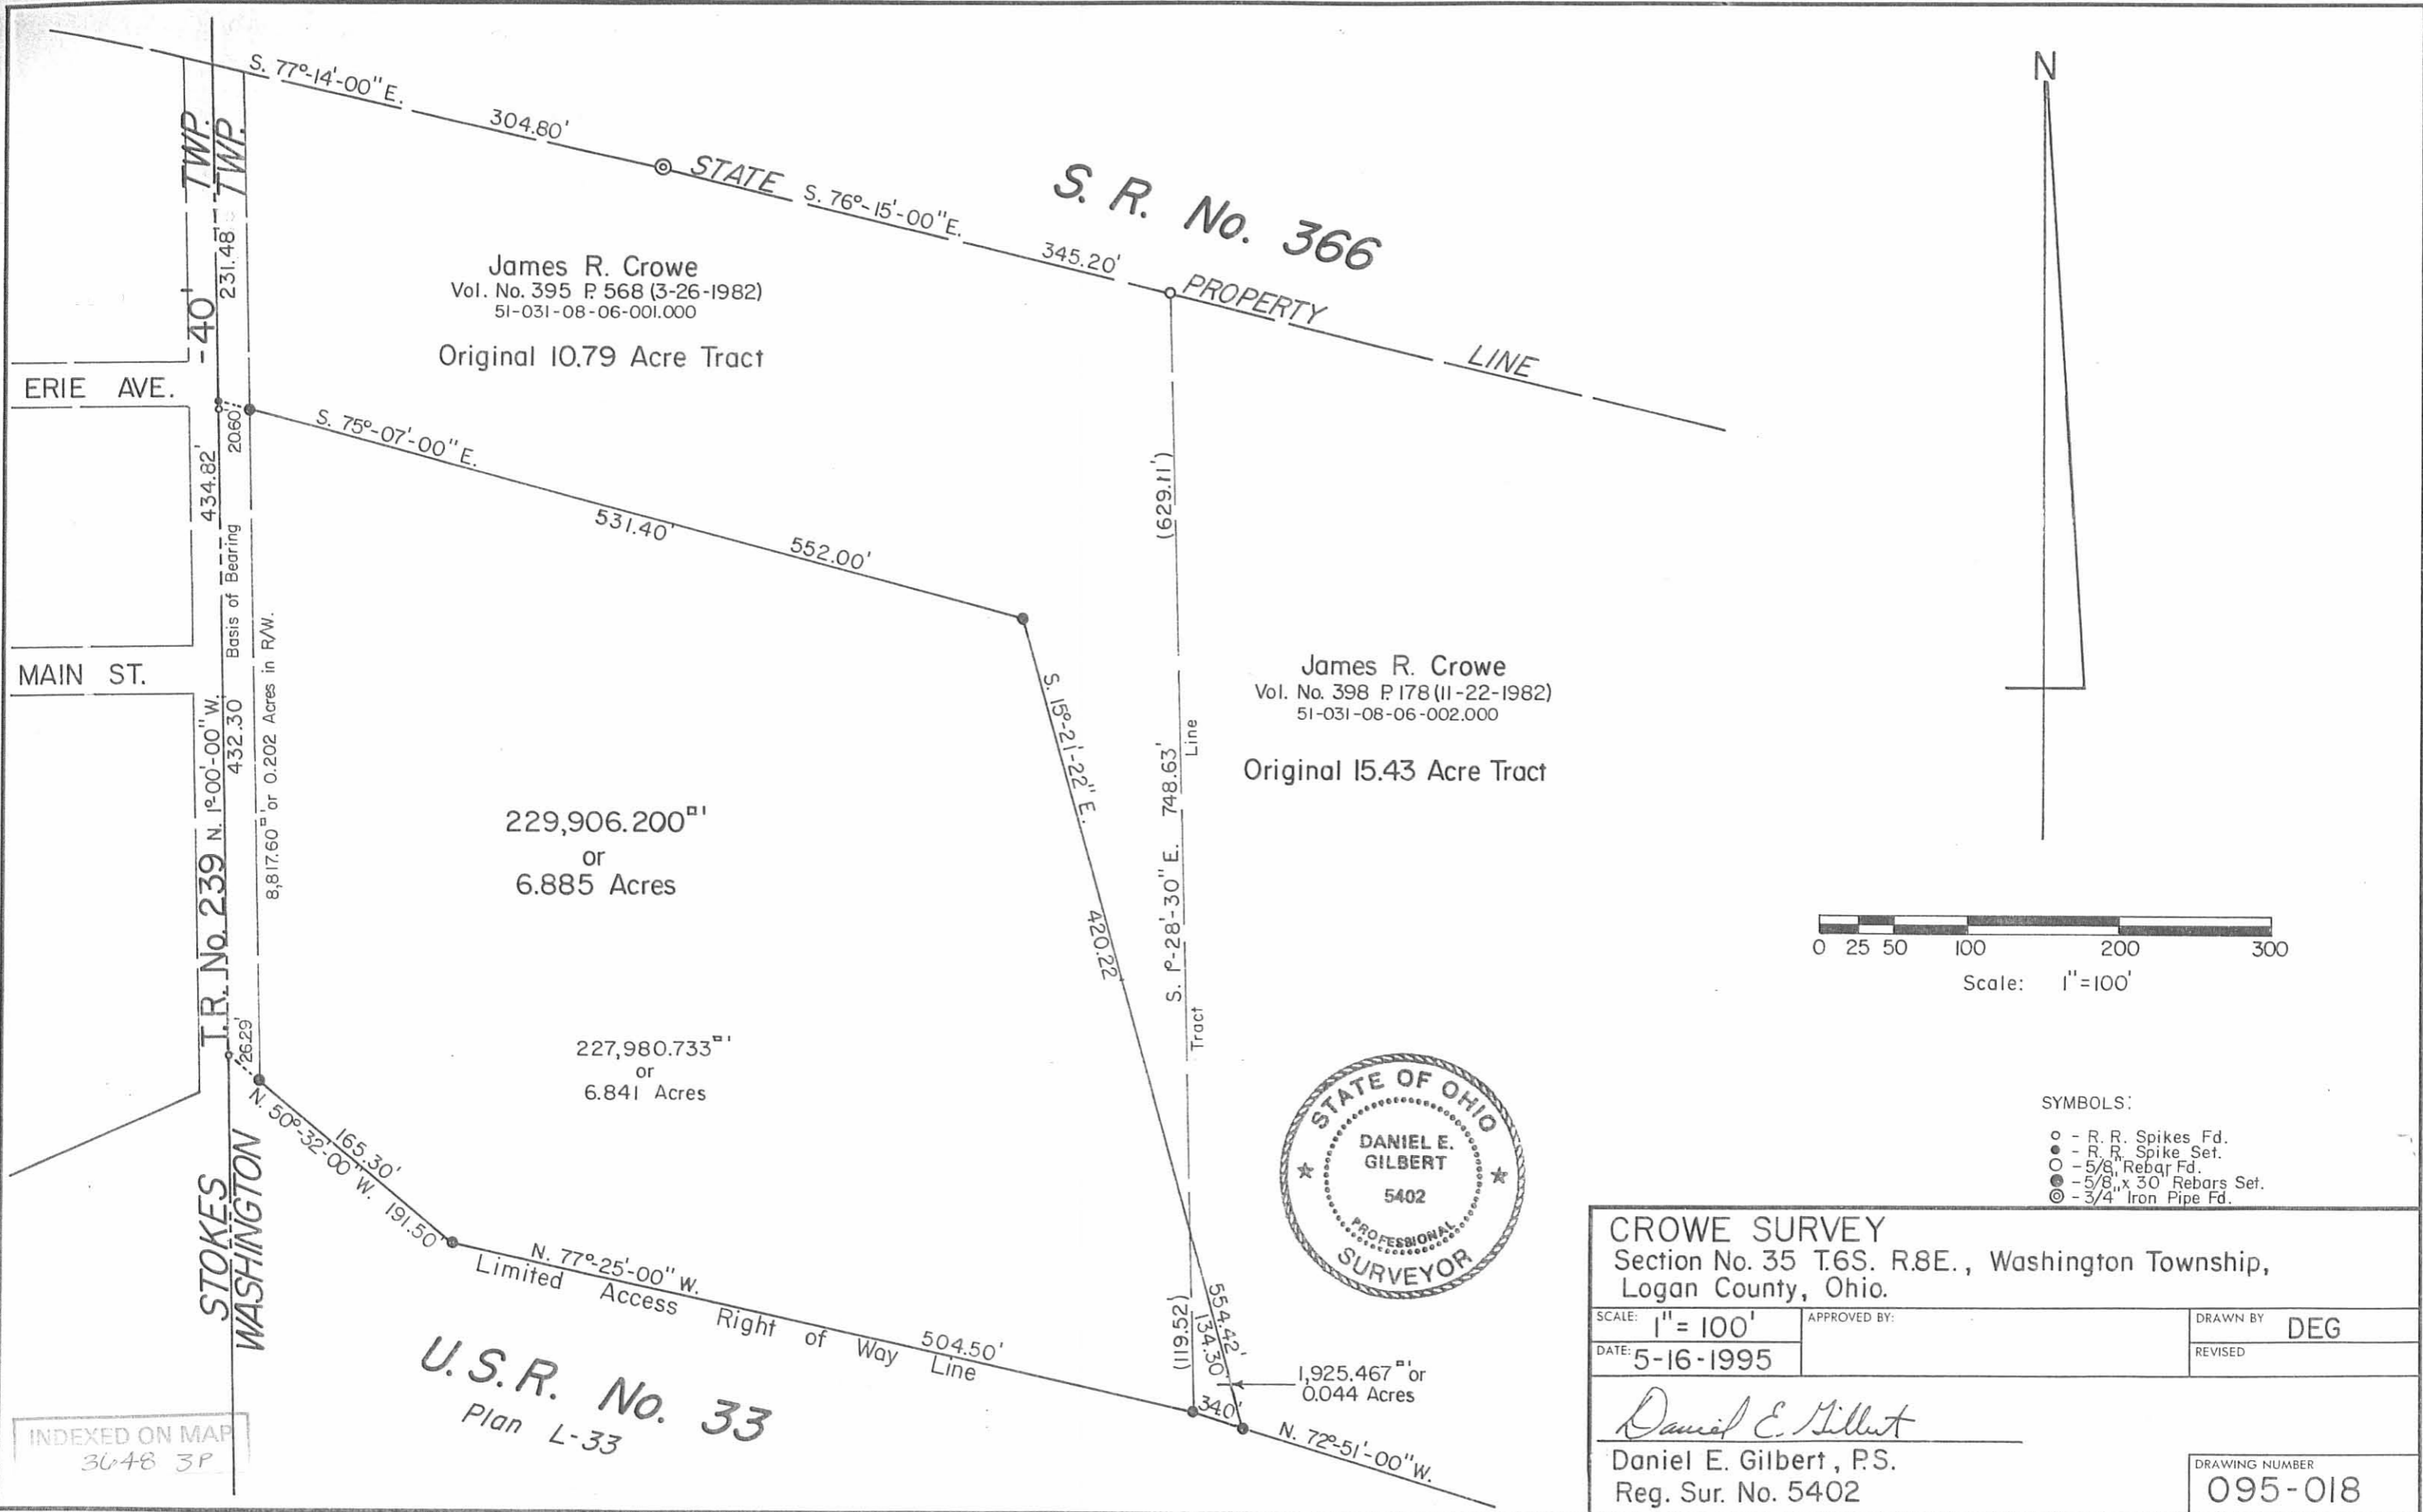 S. 77°-14'-00" E.
304.80'
STATE
S. 76°-15'-00" E.
345.20'
PROPERTY
LINE
S. R. No. 366
N
TWP.
TWP.
231.48'
40'
James R. Crowe
Vol. No. 395 P. 568 (3-26-1982)
51-031-08-06-001.000
Original 10.79 Acre Tract
ERIE AVE.
20.60'
434.82'
S. 75°-07'-00" E.
531.40'
552.00'
(629.11')
Basis of Bearing
MAIN ST.
8,817.60□' or 0.202 Acres in R/W.
N. 1°-00'-00" W.
432.30'
T.R. No. 239
S. 15°-21'-22" E.
420.22'
S. 1°-28'-30" E. 748.63'
Tract Line
James R. Crowe
Vol. No. 398 P. 178 (11-22-1982)
51-031-08-06-002.000
Original 15.43 Acre Tract
229,906.200□'
or
6.885 Acres
227,980.733□'
or
6.841 Acres
0 25 50 100 200 300
Scale: 1"=100'
26.29'
N. 50°-32'-00" W.
165.30'
191.50'
STOKES
WASHINGTON
N. 77°-25'-00" W.
504.50'
Limited Access Right of Way Line
U.S.R. No. 33
Plan L-33
(119.52')
554.42'
134.30'
34.0'
1,925.467□' or
0.044 Acres
N. 72°-51'-00" W.
STATE OF OHIO
DANIEL E.
GILBERT
5402
PROFESSIONAL
SURVEYOR
SYMBOLS:
○ - R. R. Spikes Fd.
● - R. R. Spike Set.
○ - 5/8" Rebar Fd.
● - 5/8" x 30" Rebars Set.
◎ - 3/4" Iron Pipe Fd.
INDEXED ON MAP
3648 3P
CROWE SURVEY
Section No. 35 T.6S. R.8E., Washington Township,
Logan County, Ohio.
SCALE: 1" = 100'
APPROVED BY:
DRAWN BY DEG
DATE: 5-16-1995
REVISED
Daniel E. Gilbert
Daniel E. Gilbert, P.S.
Reg. Sur. No. 5402
DRAWING NUMBER
095-018